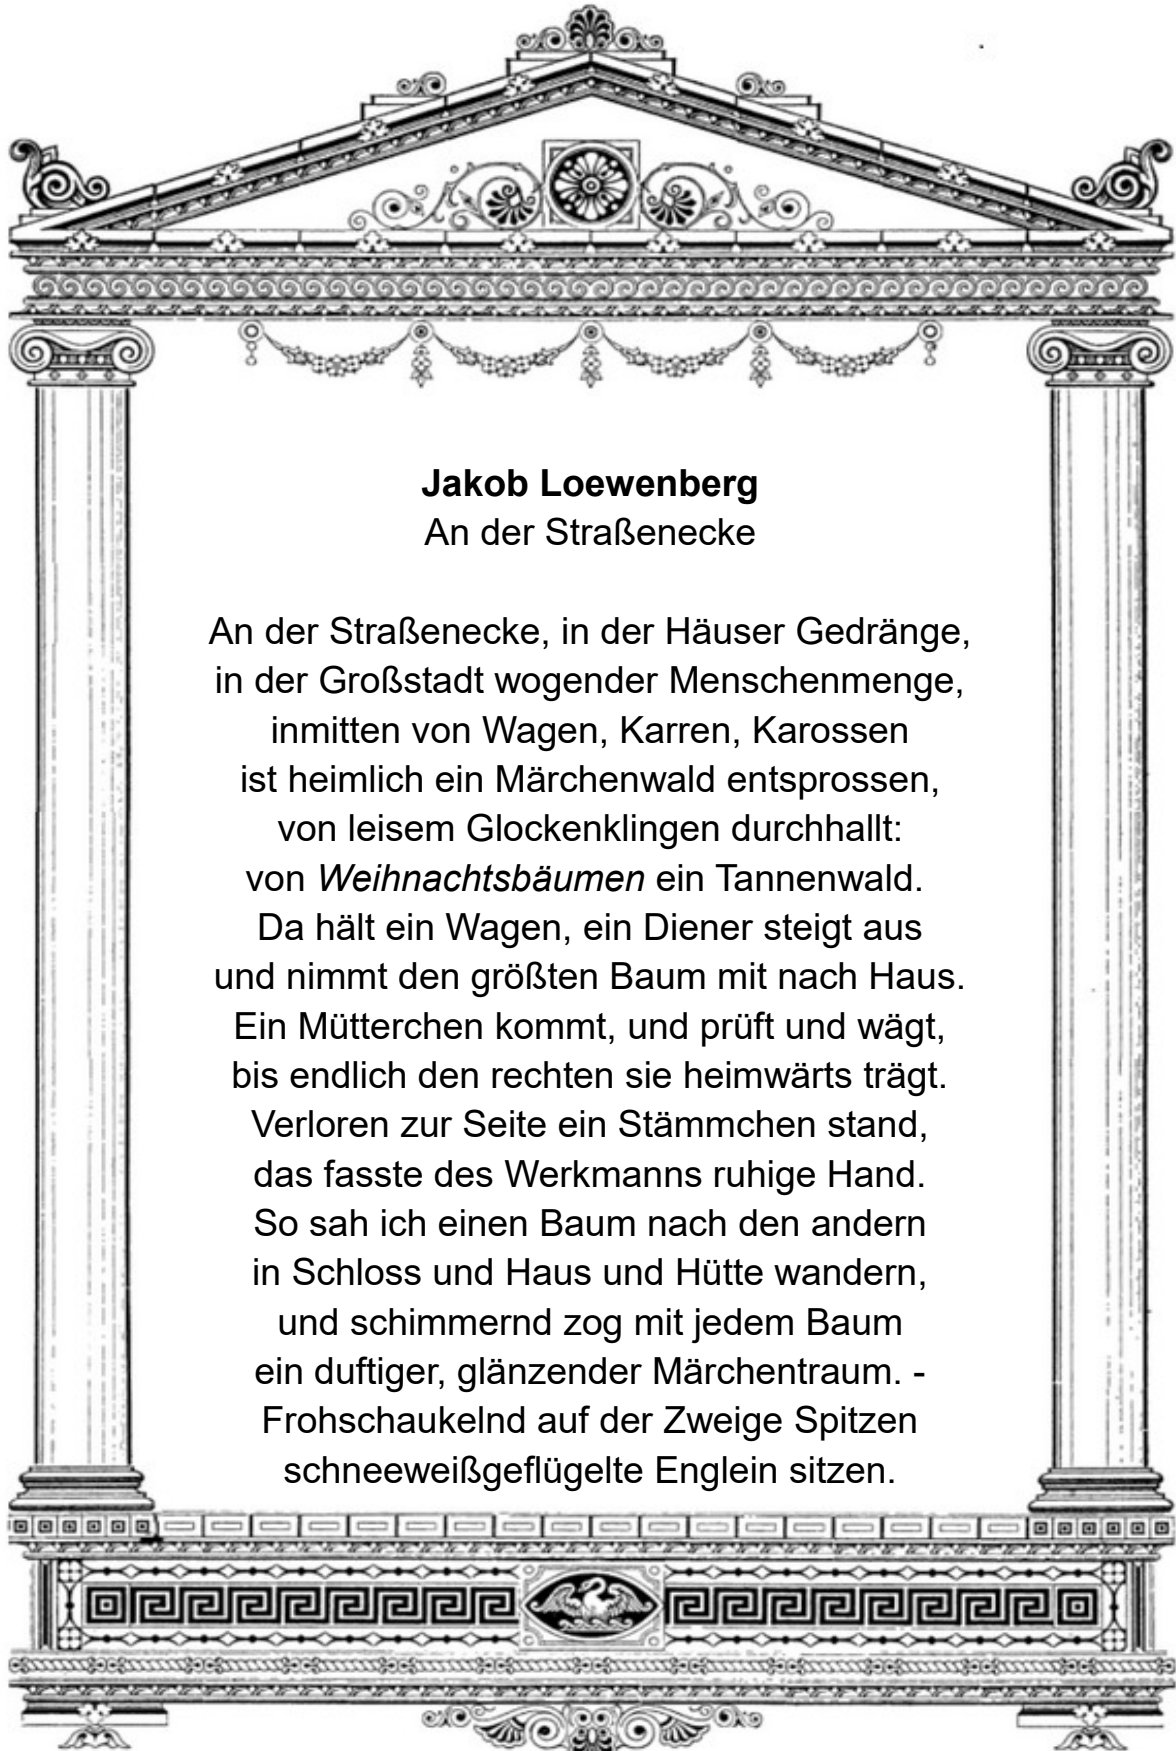 Jakob Loewenberg
An der Straßenecke
An der Straßenecke, in der Häuser Gedränge,
in der Großstadt wogender Menschenmenge,
inmitten von Wagen, Karren, Karossen
ist heimlich ein Märchenwald entsprossen,
von leisem Glockenklingen durchhallt:
von Weihnachtsbäumen ein Tannenwald.
Da hält ein Wagen, ein Diener steigt aus
und nimmt den größten Baum mit nach Haus.
Ein Mütterchen kommt, und prüft und wägt,
bis endlich den rechten sie heimwärts trägt.
Verloren zur Seite ein Stämmchen stand,
das fasste des Werkmanns ruhige Hand.
So sah ich einen Baum nach den andern
in Schloss und Haus und Hütte wandern,
und schimmernd zog mit jedem Baum
ein duftiger, glänzender Märchentraum. -
Frohschaukelnd auf der Zweige Spitzen
schneeweißgeflügelte Englein sitzen.